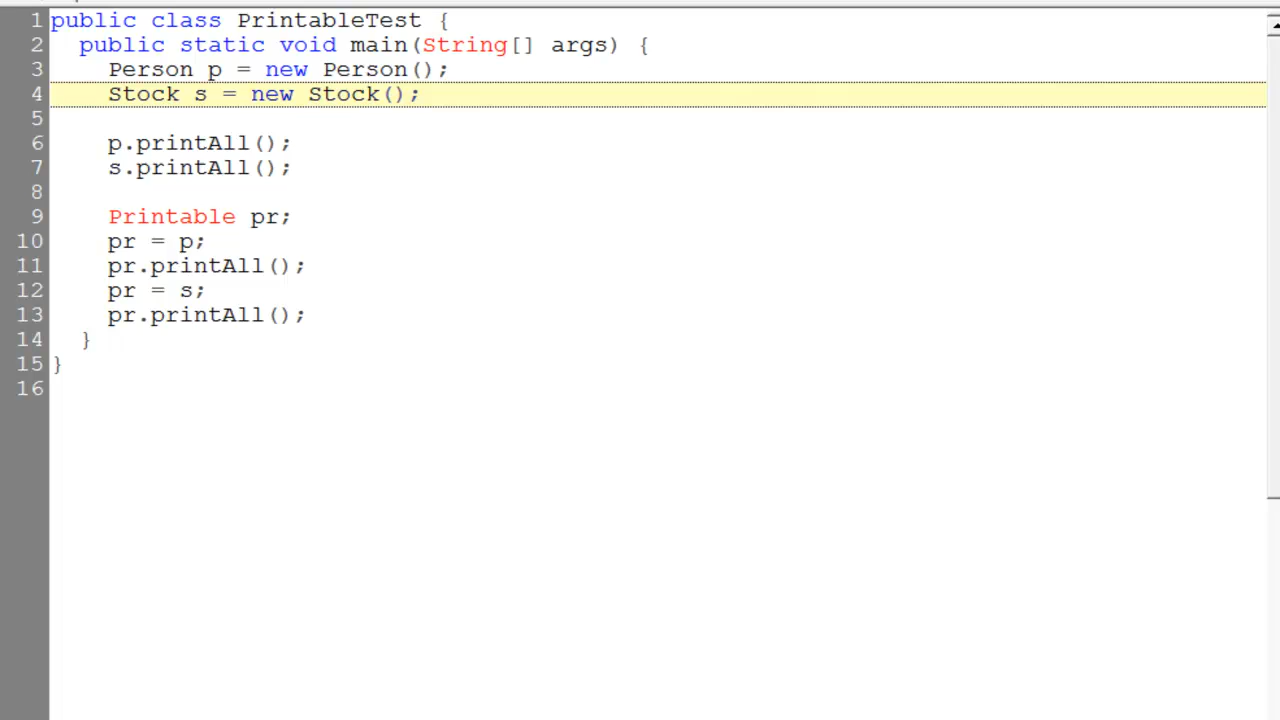 1 public class PrintableTest {
2   public static void main(String[] args) {
3     Person p = new Person();
4     Stock s = new Stock();
5
6     p.printAll();
7     s.printAll();
8
9     Printable pr;
10     pr = p;
11     pr.printAll();
12     pr = s;
13     pr.printAll();
14   }
15 }
16